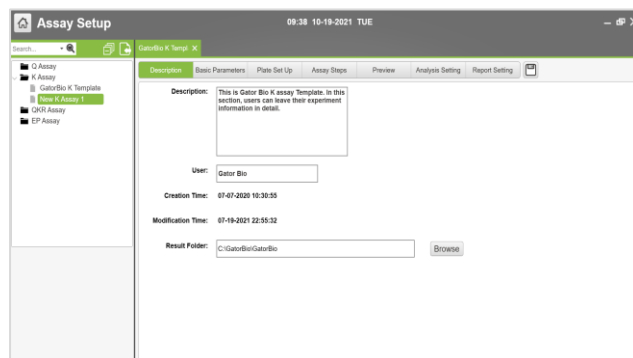 Assay Setup
09:38 10-19-2021 TUE
Search...
GatorBio K Templ X
Q Assay
K Assay
GatorBio K Template
New K Assay 1
QKR Assay
EP Assay
Description
Basic Parameters
Plate Set Up
Assay Steps
Preview
Analysis Setting
Report Setting
Description:
This is Gator Bio K assay Template. In this
section, users can leave their experiment
information in detail.
User:
Gator Bio
Creation Time:
07-07-2020 10:30:55
Modification Time:
07-19-2021 22:55:32
Result Folder:
C:\GatorBio\GatorBio
Browse